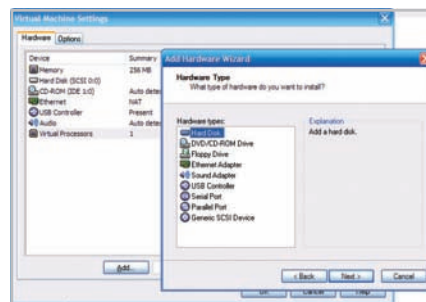 Virtual Machine Settings
Hardware Options
Device Summary
Memory 256 MB
Hard Disk (SCSI 0:0)
CD-ROM (IDE 1:0) Auto detec
Ethernet NAT
USB Controller Present
Audio Auto detec
Virtual Processors 1
Add...
Add Hardware Wizard
Hardware Type
What type of hardware do you want to install?
Hardware types:
Hard Disk
DVD/CD-ROM Drive
Floppy Drive
Ethernet Adapter
Sound Adapter
USB Controller
Serial Port
Parallel Port
Generic SCSI Device
Explanation
Add a hard disk.
< Back Next > Cancel